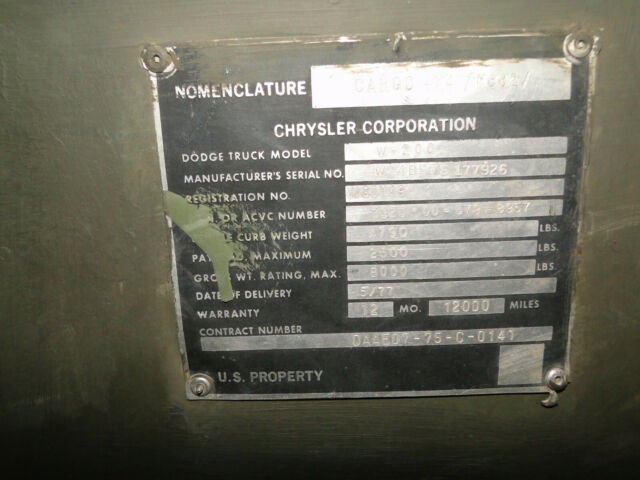 NOMENCLATURE CARGO
CHRYSLER CORPORATION
DODGE TRUCK MODEL W-200
MANUFACTURER'S SERIAL NO. 177926
REGISTRATION NO.
OR ACVC NUMBER
CURB WEIGHT LBS.
MAXIMUM 2500 LBS.
WT. RATING, MAX. 8000 LBS.
DATE OF DELIVERY 5/77
WARRANTY 12 MO. 12000 MILES
CONTRACT NUMBER DAAE07-75-C-0141
U.S. PROPERTY